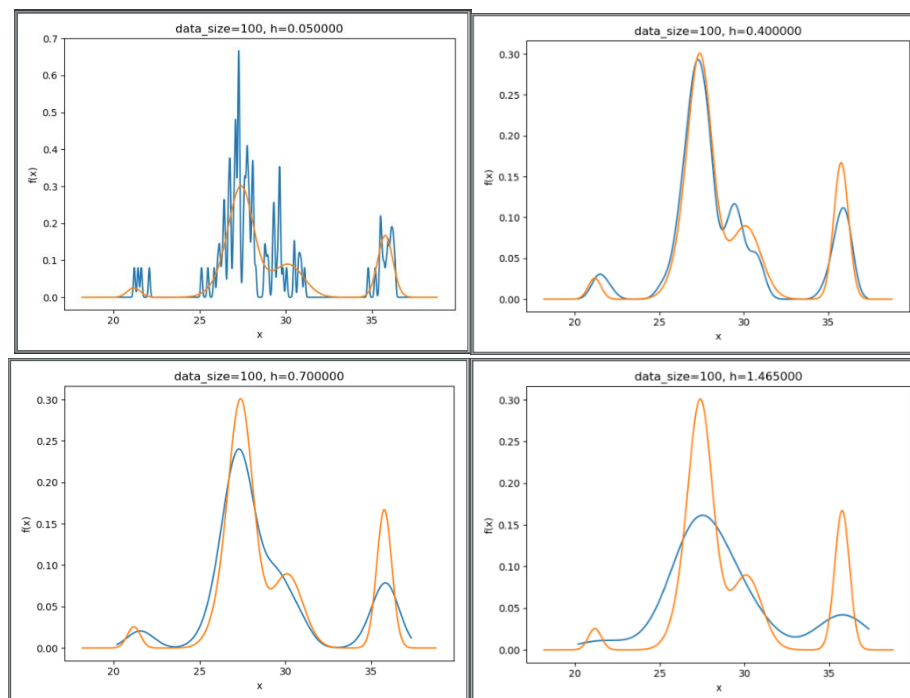 data_size=100, h=0.050000
0.7
0.6
0.5
0.4
0.3
0.2
0.1
0.0
f(x)
20 25 30 35
x
data_size=100, h=0.400000
0.30
0.25
0.20
0.15
0.10
0.05
0.00
f(x)
20 25 30 35
x
data_size=100, h=0.700000
0.30
0.25
0.20
0.15
0.10
0.05
0.00
f(x)
20 25 30 35
x
data_size=100, h=1.465000
0.30
0.25
0.20
0.15
0.10
0.05
0.00
f(x)
20 25 30 35
x